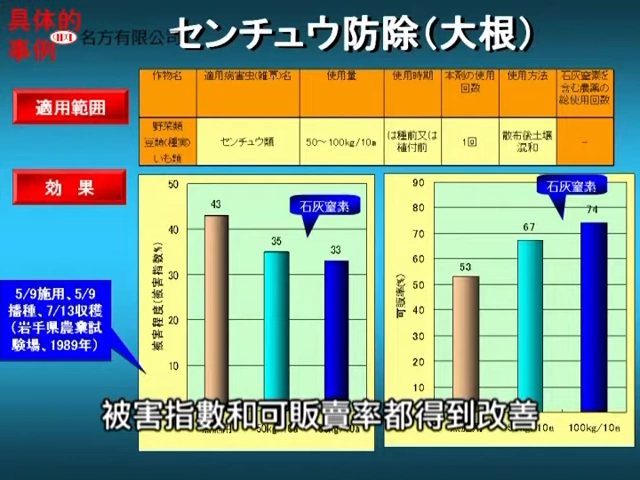 具体的
事例
名方有限公司
センチュウ防除（大根）
適用範囲
作物名
適用病害虫(雑草)名
使用量
使用時期
本剤の使用
回数
使用方法
石灰窒素を
含む農薬の
総使用回数
野菜類
豆類(種実)
いも類
センチュウ類
50～100kg/10a
は種前又は
植付前
1回
散布後土壌
混和
-
効　果
5/9施用、5/9
播種、7/13収穫
（岩手県農業試
験場、1989年）
被害程度(被害指数%)
50
40
30
20
10
43
35
33
石灰窒素
可販率(%)
90
80
70
60
50
40
30
20
10
53
67
74
石灰窒素
100kg/10a
被害指數和可販賣率都得到改善